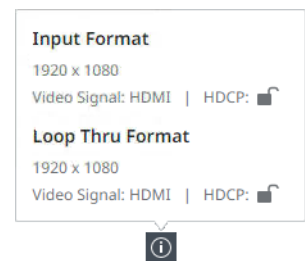 Input Format
1920 x 1080
Video Signal: HDMI | HDCP:
Loop Thru Format
1920 x 1080
Video Signal: HDMI | HDCP: